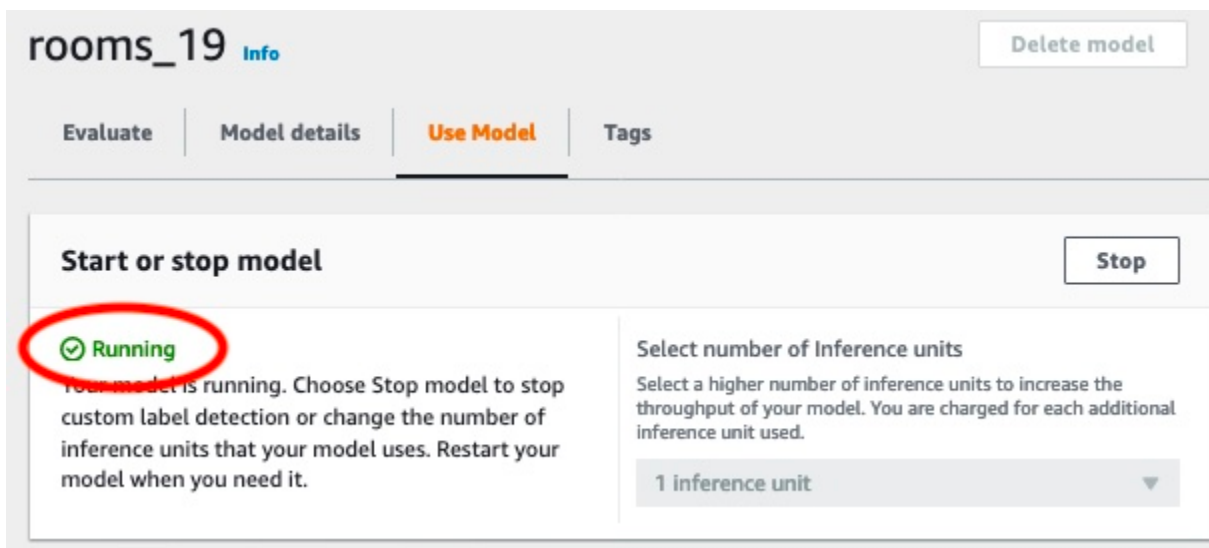 rooms_19 Info
Delete model
Evaluate
Model details
Use Model
Tags
Start or stop model
Stop
Running
Your model is running. Choose Stop model to stop
custom label detection or change the number of
inference units that your model uses. Restart your
model when you need it.
Select number of Inference units
Select a higher number of inference units to increase the
throughput of your model. You are charged for each additional
inference unit used.
1 inference unit